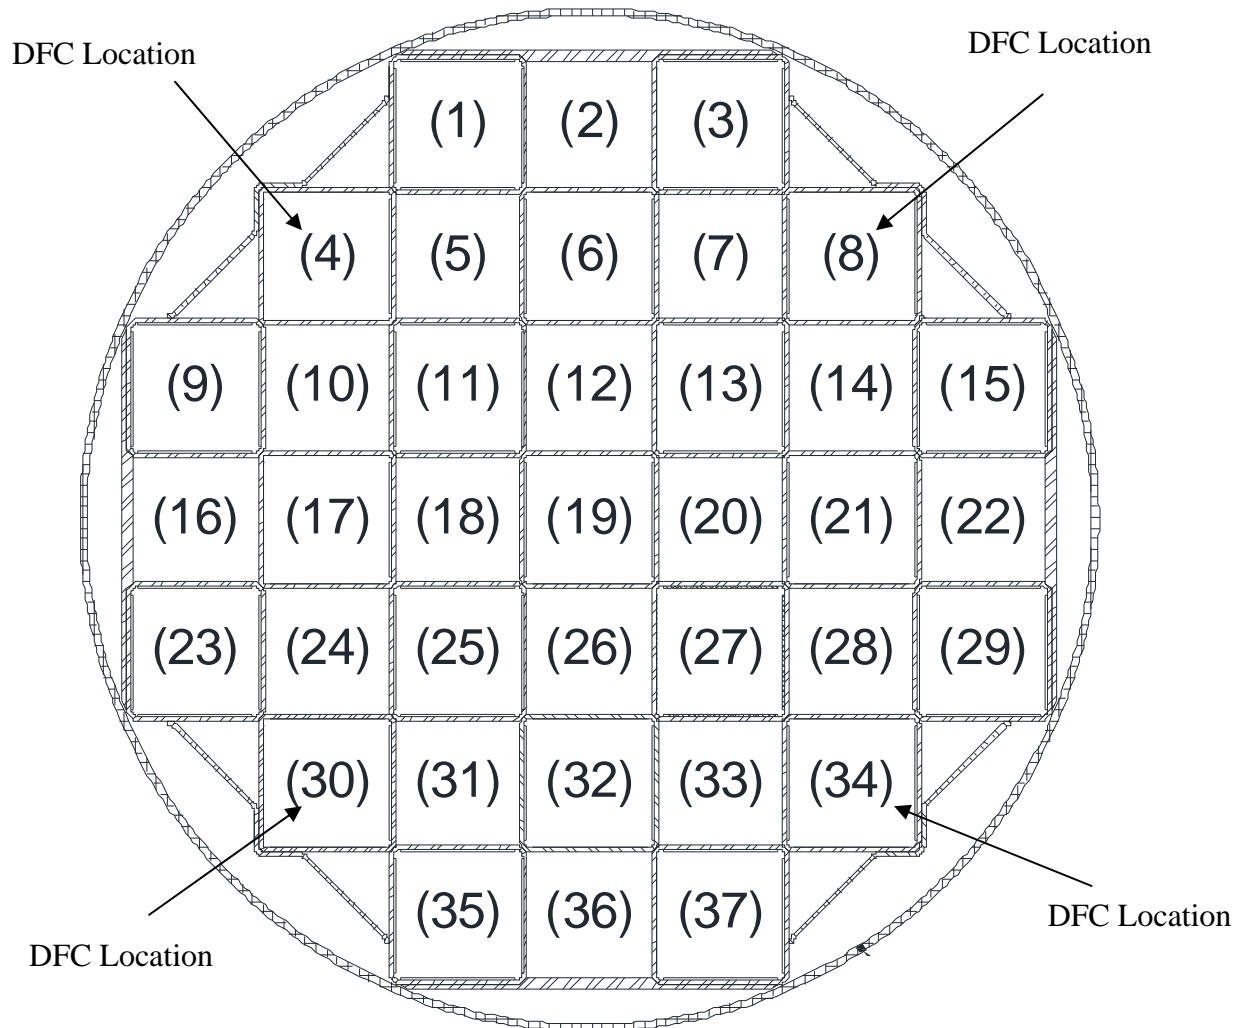 DFC Location
DFC Location
(1) (2) (3)
(4) (5) (6) (7) (8)
(9) (10) (11) (12) (13) (14) (15)
(16) (17) (18) (19) (20) (21) (22)
(23) (24) (25) (26) (27) (28) (29)
(30) (31) (32) (33) (34)
(35) (36) (37)
DFC Location
DFC Location